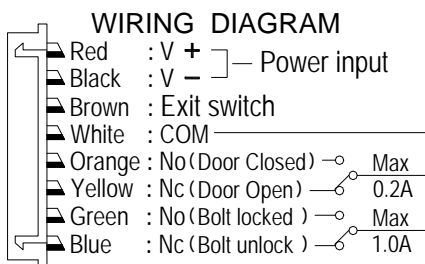 WIRING DIAGRAM
Red : V +
Black : V − Power input
Brown : Exit switch
White : COM
Orange : No (Door Closed) Max
Yellow : Nc (Door Open) 0.2A
Green : No (Bolt locked ) Max
Blue : Nc (Bolt unlock ) 1.0A